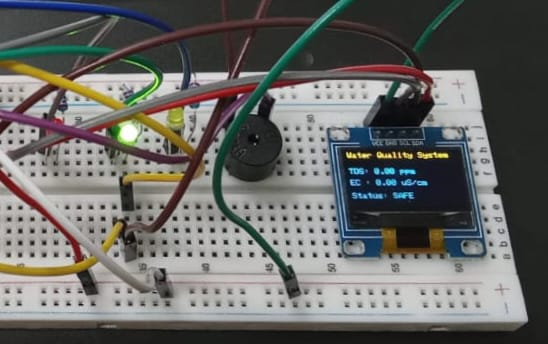 VCC GND SCL SDA
Water Quality System
TDS: 0.00 ppm
EC : 0.00 uS/cm
Status: SAFE